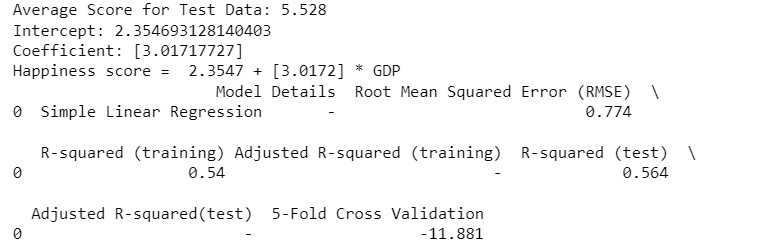 Average Score for Test Data: 5.528
Intercept: 2.354693128140403
Coefficient: [3.01717727]
Happiness score =  2.3547 + [3.0172] * GDP
                     Model Details  Root Mean Squared Error (RMSE)  \
0  Simple Linear Regression       -                           0.774

   R-squared (training) Adjusted R-squared (training)  R-squared (test)  \
0                  0.54                             -             0.564

  Adjusted R-squared(test)  5-Fold Cross Validation
0                        -                  -11.881